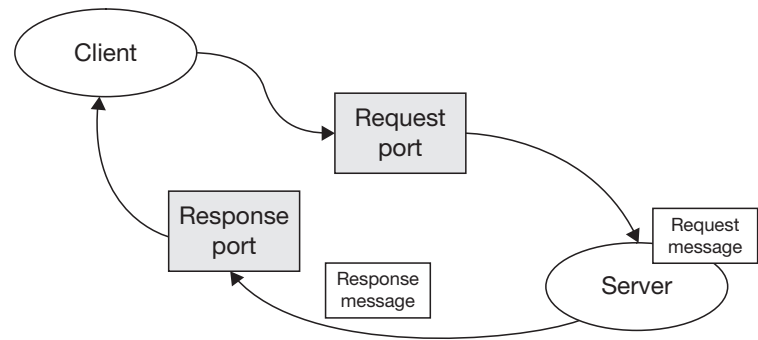 Client
Request
port
Response
port
Request
message
Response
message
Server